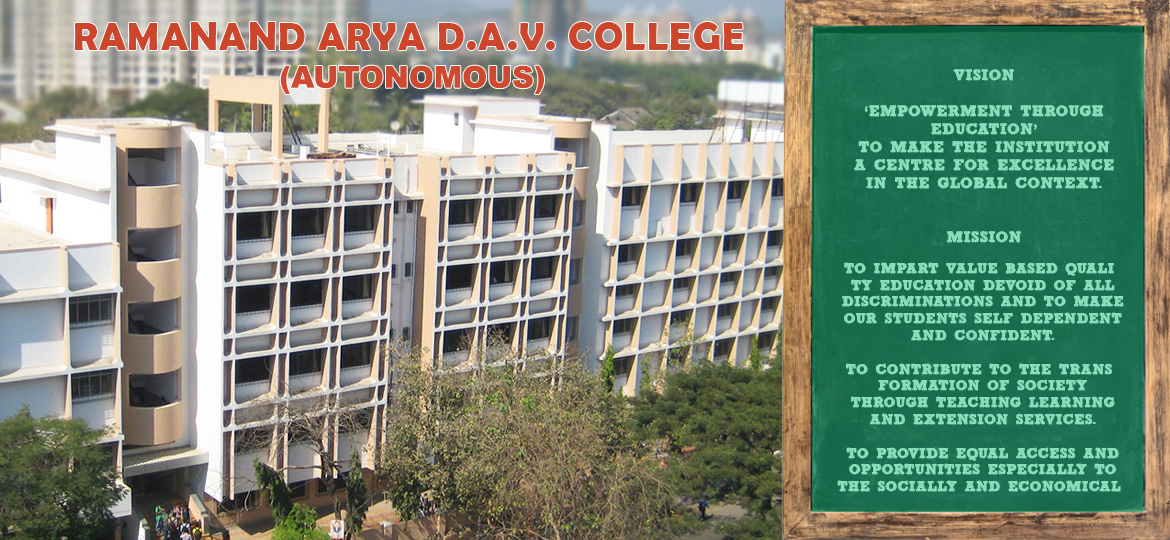 RAMANAND ARYA D.A.V. COLLEGE
(AUTONOMOUS)
VISION
‘EMPOWERMENT THROUGH
EDUCATION’
TO MAKE THE INSTITUTION
A CENTRE FOR EXCELLENCE
IN THE GLOBAL CONTEXT.
MISSION
TO IMPART VALUE BASED QUALI
TY EDUCATION DEVOID OF ALL
DISCRIMINATIONS AND TO MAKE
OUR STUDENTS SELF DEPENDENT
AND CONFIDENT.
TO CONTRIBUTE TO THE TRANS
FORMATION OF SOCIETY
THROUGH TEACHING LEARNING
AND EXTENSION SERVICES.
TO PROVIDE EQUAL ACCESS AND
OPPORTUNITIES ESPECIALLY TO
THE SOCIALLY AND ECONOMICAL